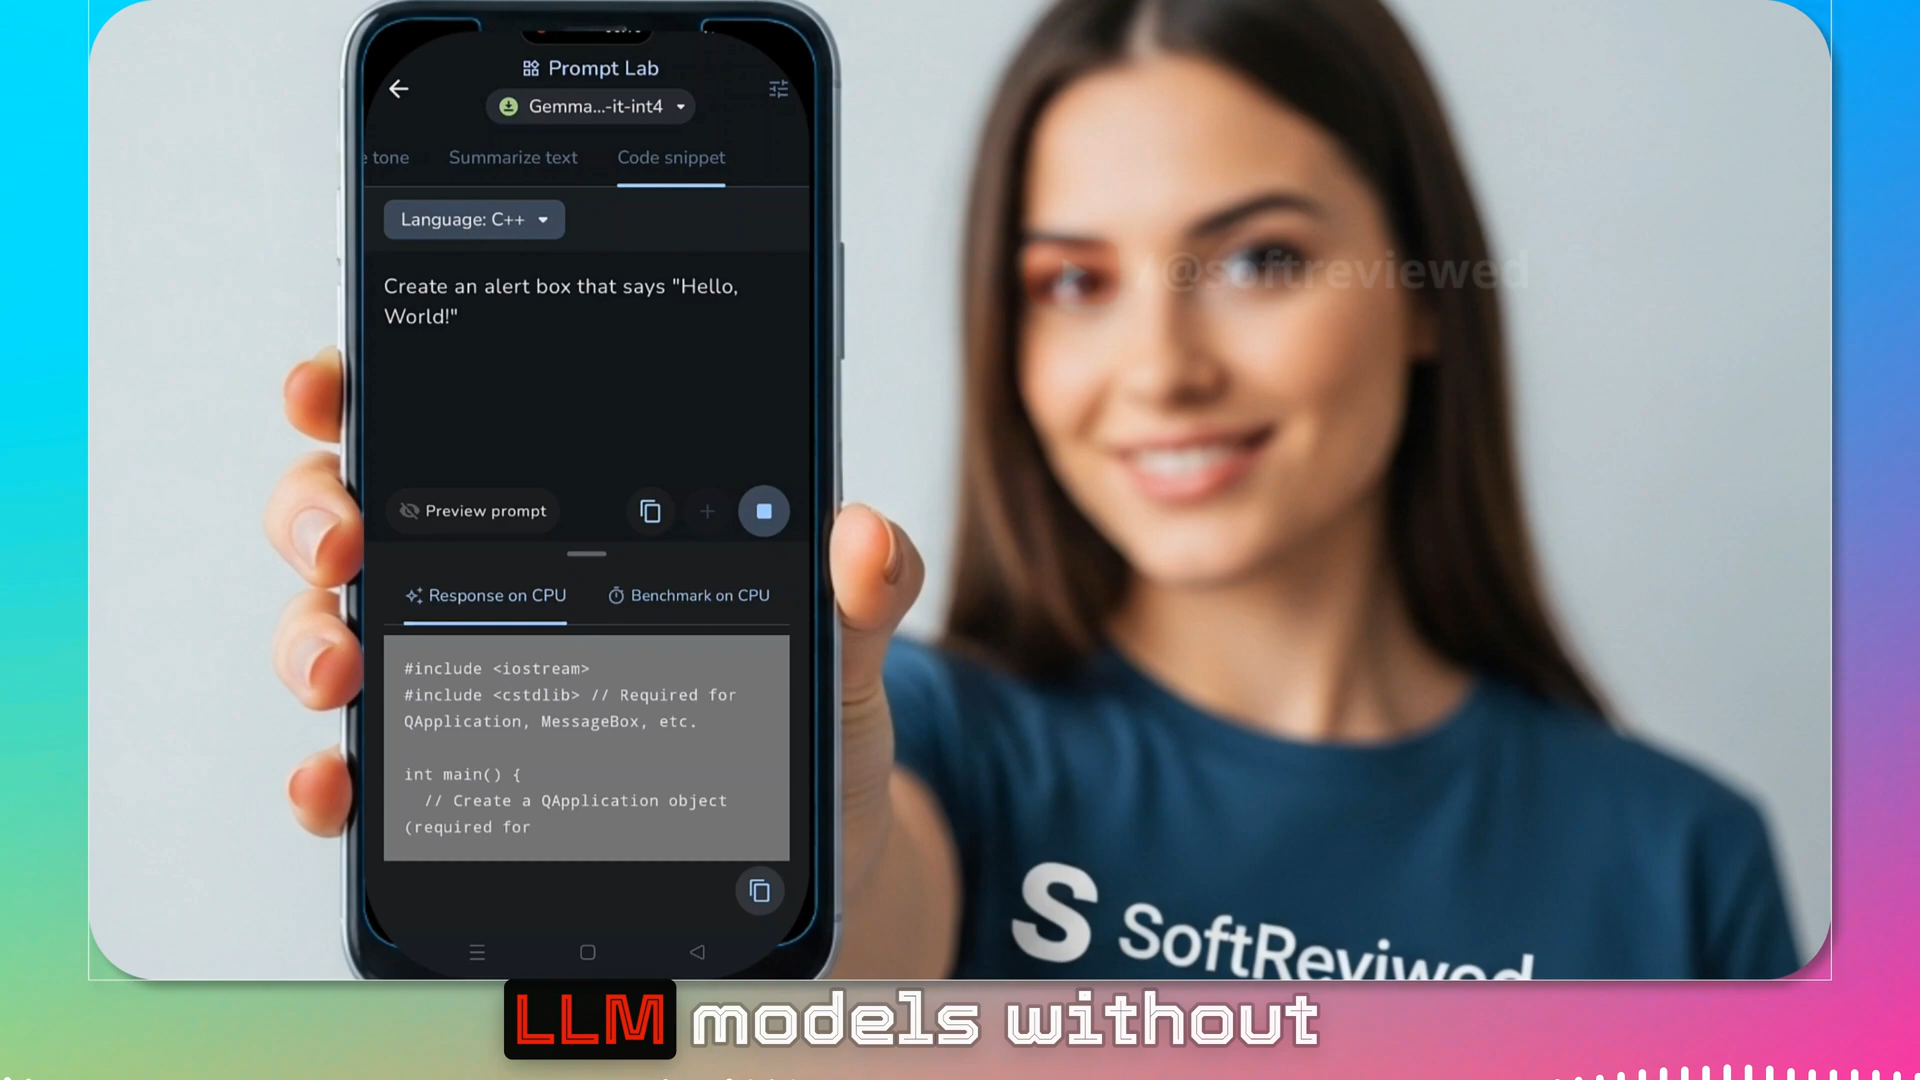 Prompt Lab
Gemma...-it-int4
tone
Summarize text
Code snippet
Language: C++
Create an alert box that says "Hello,
World!"
Preview prompt
Response on CPU
Benchmark on CPU
#include <iostream>
#include <cstdlib> // Required for
QApplication, MessageBox, etc.
int main() {
// Create a QApplication object
(required for
@softreviewed
S SoftReviwed
LLM models without